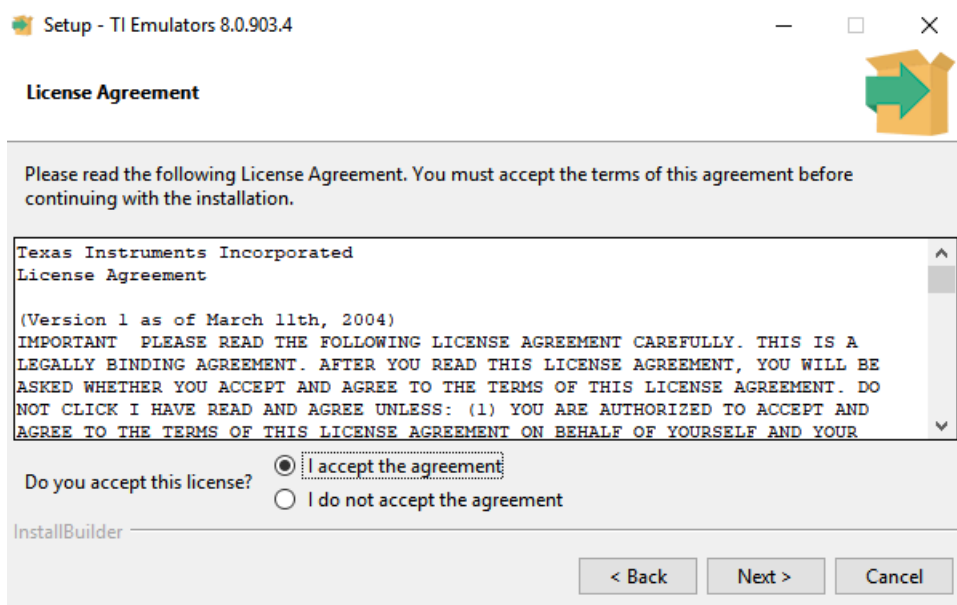 Setup - TI Emulators 8.0.903.4
License Agreement
Please read the following License Agreement. You must accept the terms of this agreement before
continuing with the installation.
Texas Instruments Incorporated
License Agreement
(Version 1 as of March 11th, 2004)
IMPORTANT  PLEASE READ THE FOLLOWING LICENSE AGREEMENT CAREFULLY. THIS IS A
LEGALLY BINDING AGREEMENT. AFTER YOU READ THIS LICENSE AGREEMENT, YOU WILL BE
ASKED WHETHER YOU ACCEPT AND AGREE TO THE TERMS OF THIS LICENSE AGREEMENT. DO
NOT CLICK I HAVE READ AND AGREE UNLESS: (1) YOU ARE AUTHORIZED TO ACCEPT AND
AGREE TO THE TERMS OF THIS LICENSE AGREEMENT ON BEHALF OF YOURSELF AND YOUR
Do you accept this license?
I accept the agreement
I do not accept the agreement
InstallBuilder
< Back
Next >
Cancel